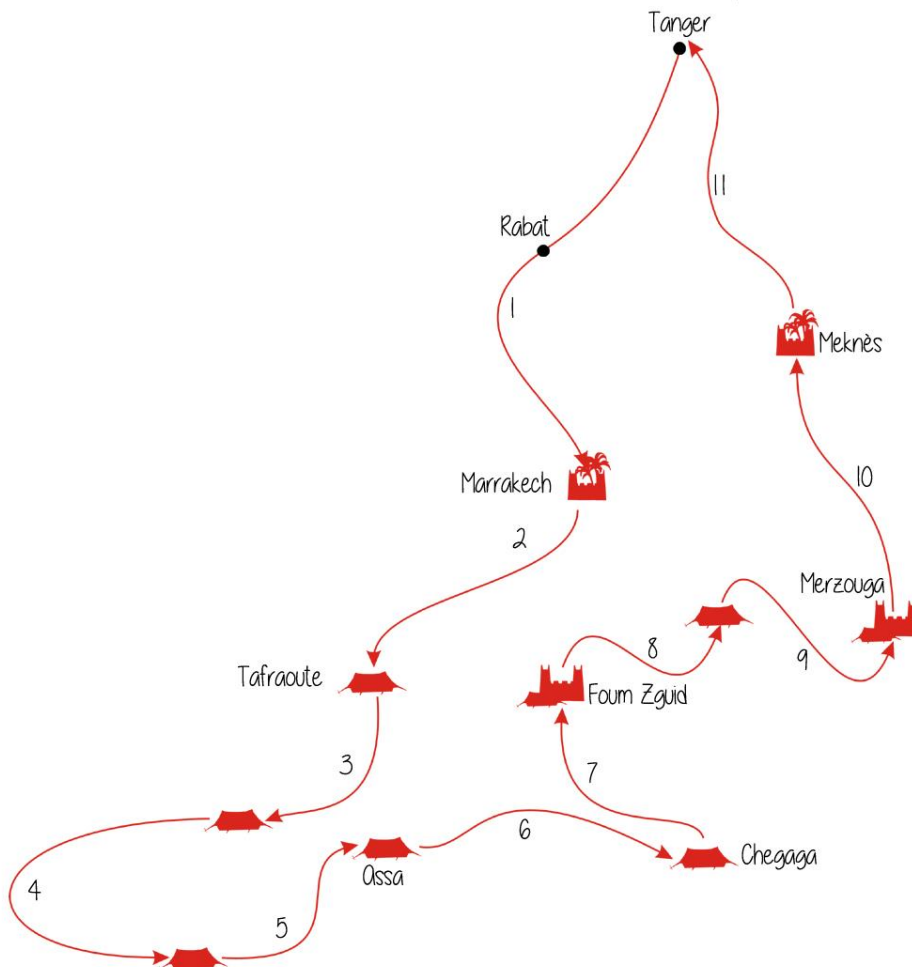 Tanger
11
Rabat
1
Meknès
Marrakech
10
2
Merzouga
8
9
Tafraoute
Foum Zguid
3
7
6
Assa
Chegaga
4
5